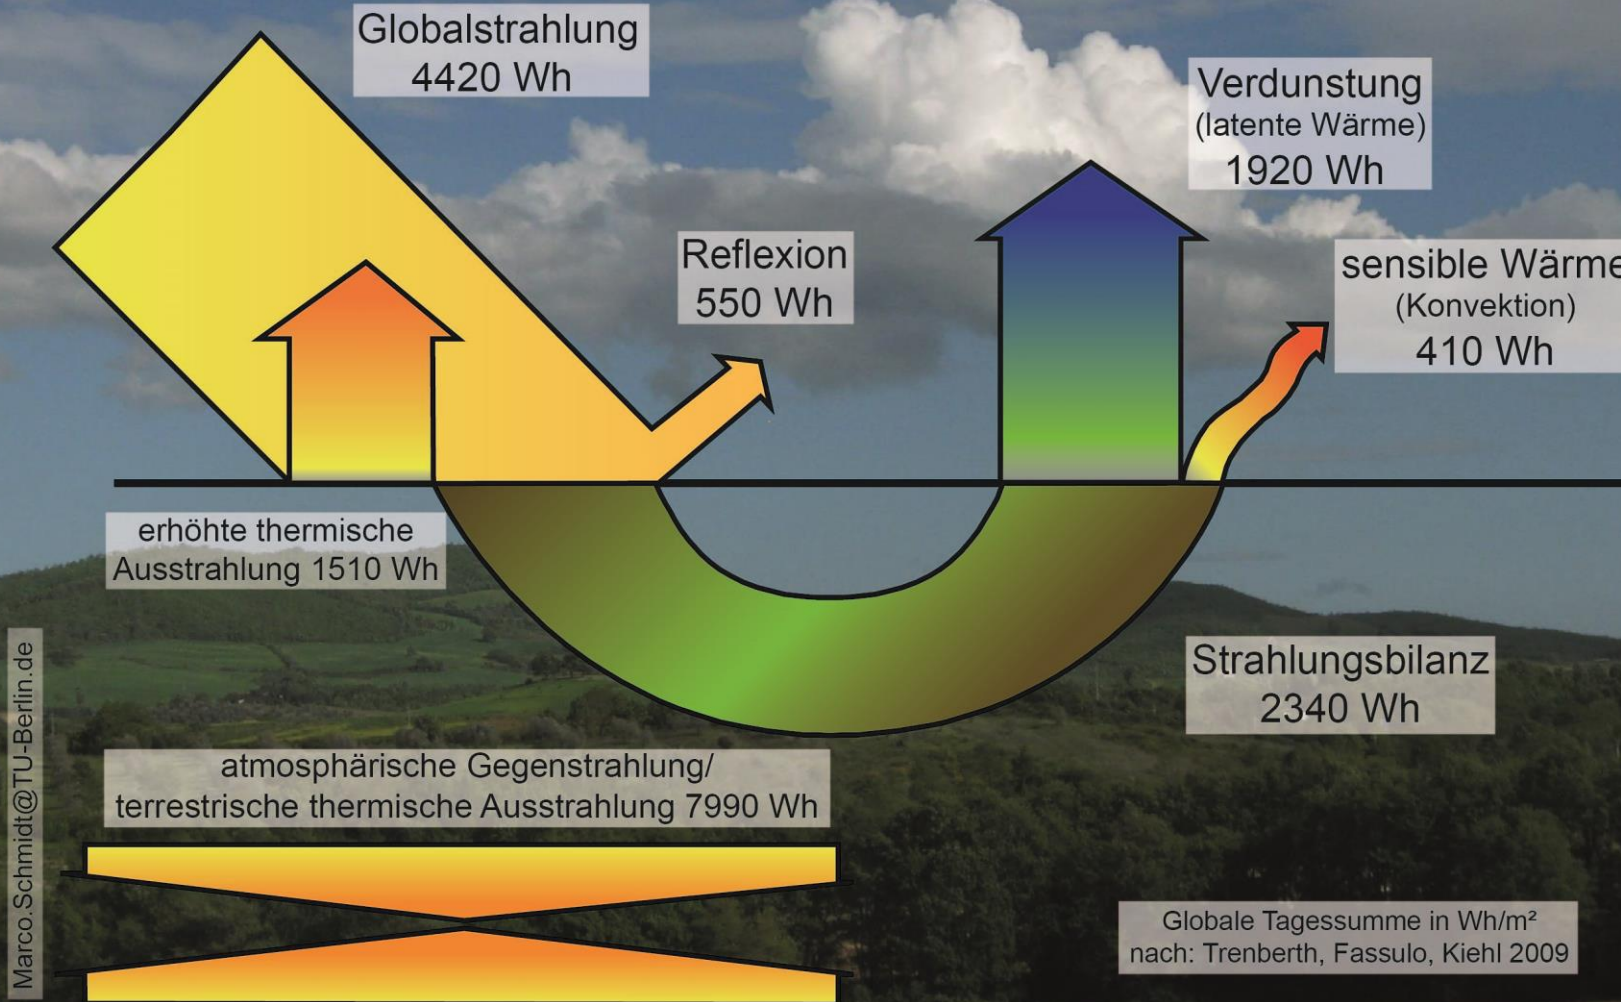 Globalstrahlung
4420 Wh
Verdunstung
(latente Wärme)
1920 Wh
Reflexion
550 Wh
sensible Wärme
(Konvektion)
410 Wh
erhöhte thermische
Ausstrahlung 1510 Wh
Strahlungsbilanz
2340 Wh
atmosphärische Gegenstrahlung/
terrestrische thermische Ausstrahlung 7990 Wh
Globale Tagessumme in Wh/m²
nach: Trenberth, Fassulo, Kiehl 2009
Marco.Schmidt@TU-Berlin.de